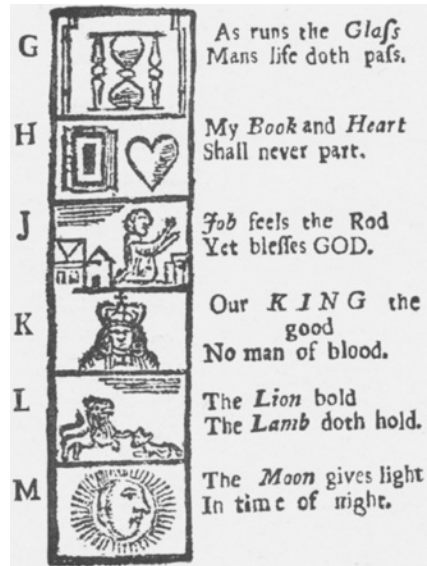 G
As runs the Glaſs
Mans life doth paſs.
H
My Book and Heart
Shall never part.
J
Job feels the Rod
Yet bleſſes GOD.
K
Our KING the
good
No man of blood.
L
The Lion bold
The Lamb doth hold.
M
The Moon gives light
In time of night.